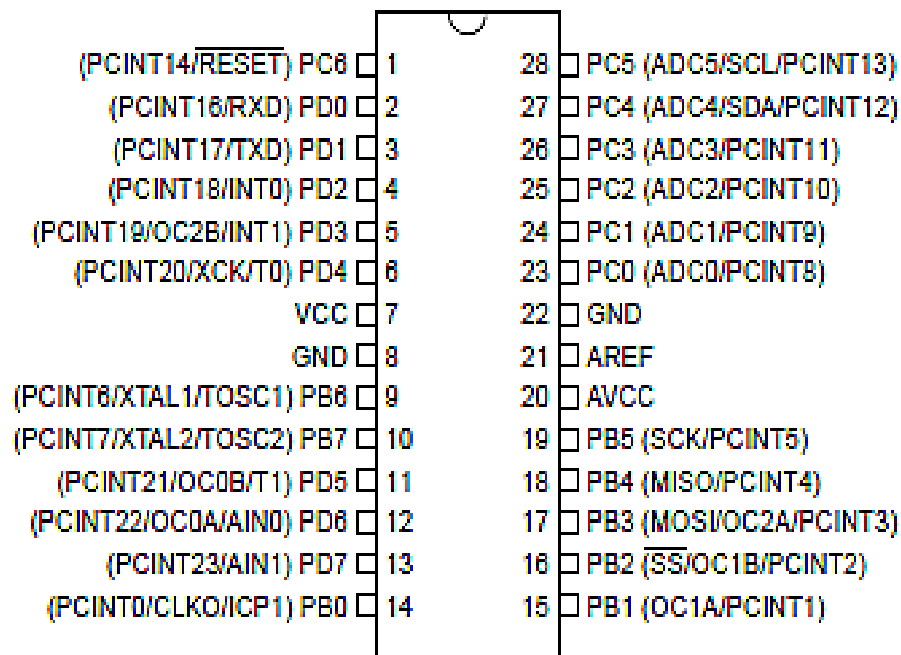 (PCINT14/RESET) PC6 1 28 PC5 (ADC5/SCL/PCINT13)
(PCINT16/RXD) PD0 2 27 PC4 (ADC4/SDA/PCINT12)
(PCINT17/TXD) PD1 3 26 PC3 (ADC3/PCINT11)
(PCINT18/INT0) PD2 4 25 PC2 (ADC2/PCINT10)
(PCINT19/OC2B/INT1) PD3 5 24 PC1 (ADC1/PCINT9)
(PCINT20/XCK/T0) PD4 6 23 PC0 (ADC0/PCINT8)
VCC 7 22 GND
GND 8 21 AREF
(PCINT6/XTAL1/TOSC1) PB6 9 20 AVCC
(PCINT7/XTAL2/TOSC2) PB7 10 19 PB5 (SCK/PCINT5)
(PCINT21/OC0B/T1) PD5 11 18 PB4 (MISO/PCINT4)
(PCINT22/OC0A/AIN0) PD6 12 17 PB3 (MOSI/OC2A/PCINT3)
(PCINT23/AIN1) PD7 13 16 PB2 (SS/OC1B/PCINT2)
(PCINT0/CLKO/ICP1) PB0 14 15 PB1 (OC1A/PCINT1)